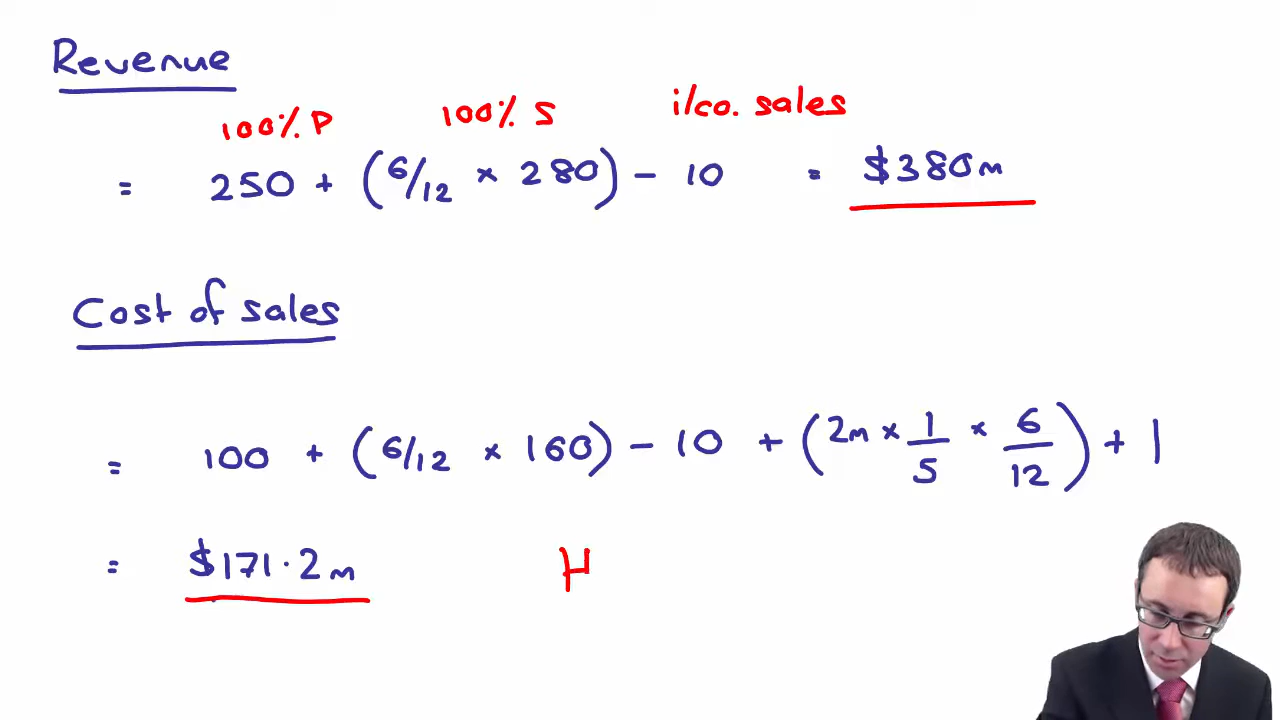 Revenue
100% P 100% S i/co. sales
= 250 + (6/12 × 280) - 10 = $380m
Cost of sales
= 100 + (6/12 × 160) - 10 + (2m × 1/5 × 6/12) + 1
= $171.2m H